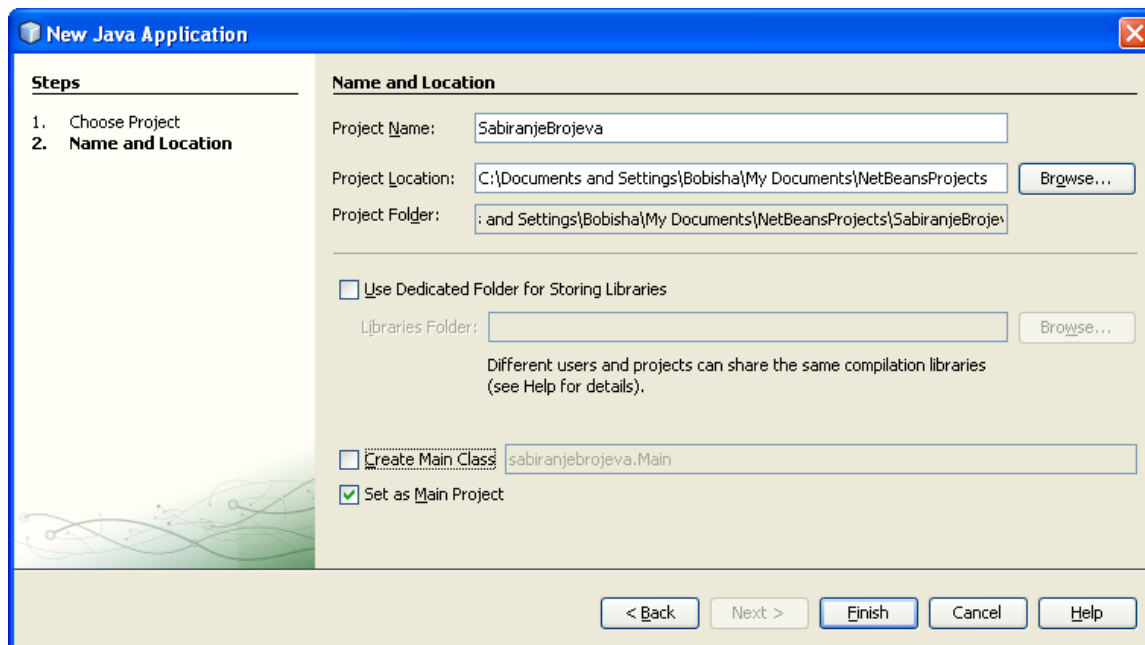 New Java Application
Steps
1. Choose Project
2. Name and Location
Name and Location
Project Name: SabiranjeBrojeva
Project Location: C:\Documents and Settings\Bobisha\My Documents\NetBeansProjects Browse...
Project Folder: : and Settings\Bobisha\My Documents\NetBeansProjects\SabiranjeBrojev
Use Dedicated Folder for Storing Libraries
Libraries Folder: Browse...
Different users and projects can share the same compilation libraries
(see Help for details).
Create Main Class sabiranjebrojeva.Main
Set as Main Project
< Back Next > Finish Cancel Help